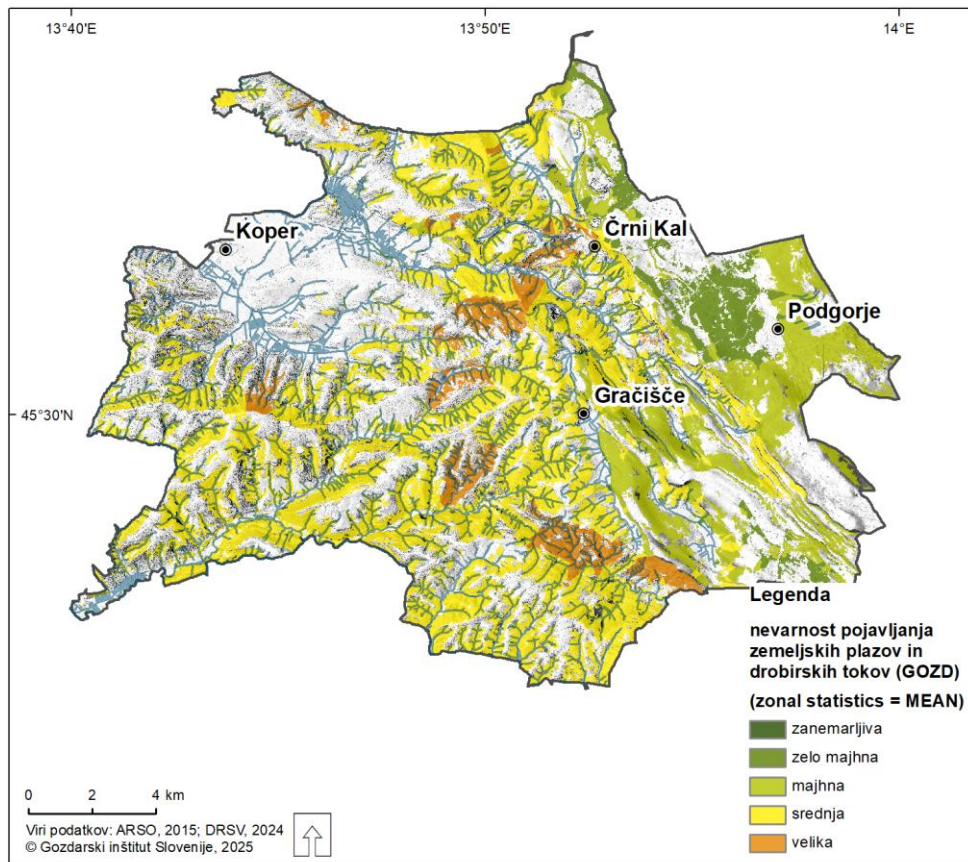 13°40'E
13°50'E
14°E
Koper
Črni Kal
Podgorje
45°30'N
Gračišče
Legenda
nevarnost pojavljanja
zemeljskih plazov in
drobirskih tokov (GOZD)
(zonal statistics = MEAN)
zanemarljiva
zelo majhna
majhna
srednja
velika
0 2 4 km
Viri podatkov: ARSO, 2015; DRSV, 2024
© Gozdarski inštitut Slovenije, 2025